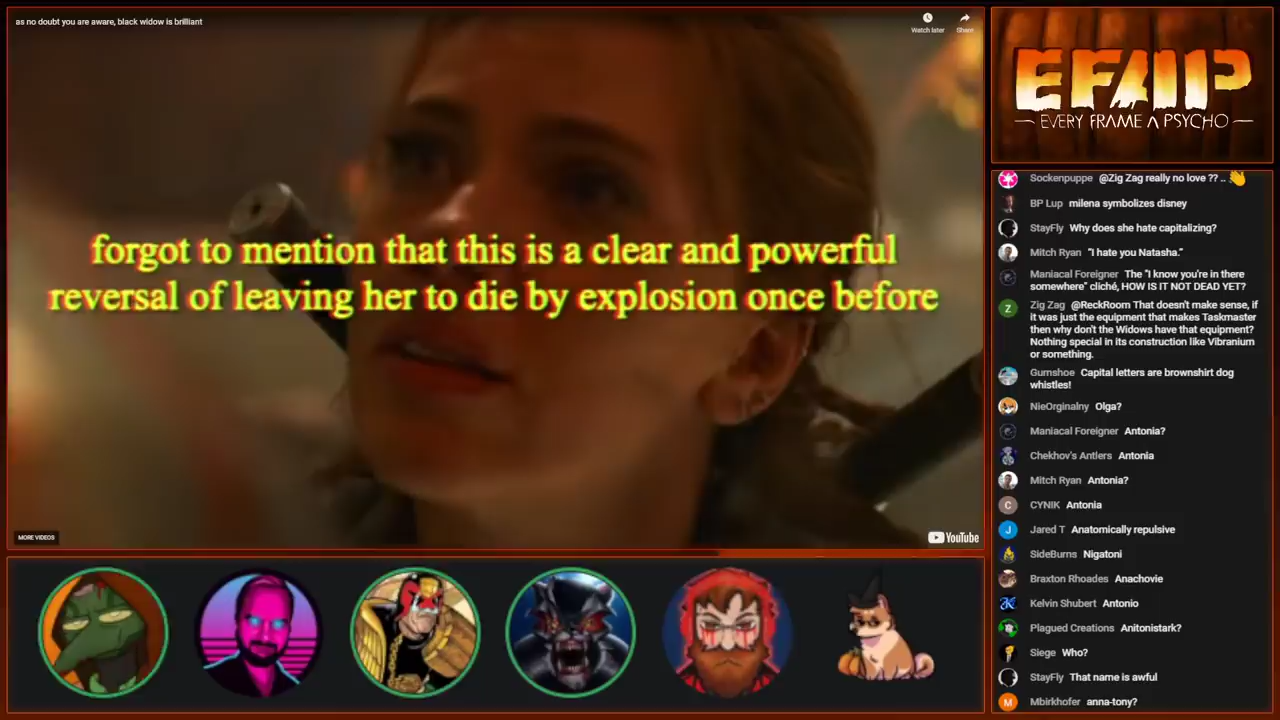 as no doubt you are aware, black widow is brilliant
Watch later
Share
forgot to mention that this is a clear and powerful
reversal of leaving her to die by explosion once before
MORE VIDEOS
YouTube
EFAP
EVERY FRAME A PSYCHO
Sockenpuppe @Zig Zag really no love ?? ..
BP Lup milena symbolizes disney
StayFly Why does she hate capitalizing?
Mitch Ryan "I hate you Natasha."
Maniacal Foreigner The "I know you're in there
somewhere" cliché, HOW IS IT NOT DEAD YET?
Z
Zig Zag @ReckRoom That doesn't make sense, if
it was just the equipment that makes Taskmaster
then why don't the Widows have that equipment?
Nothing special in its construction like Vibranium
or something.
Gumshoe Capital letters are brownshirt dog
whistles!
NieOrginalny Olga?
Maniacal Foreigner Antonia?
Chekhov's Antlers Antonia
Mitch Ryan Antonia?
C
CYNIK Antonia
J
Jared T Anatomically repulsive
SideBurns Nigatoni
Braxton Rhoades Anachovie
Kelvin Shubert Antonio
Plagued Creations Anitonistark?
Siege Who?
StayFly That name is awful
M
Mbirkhofer anna-tony?